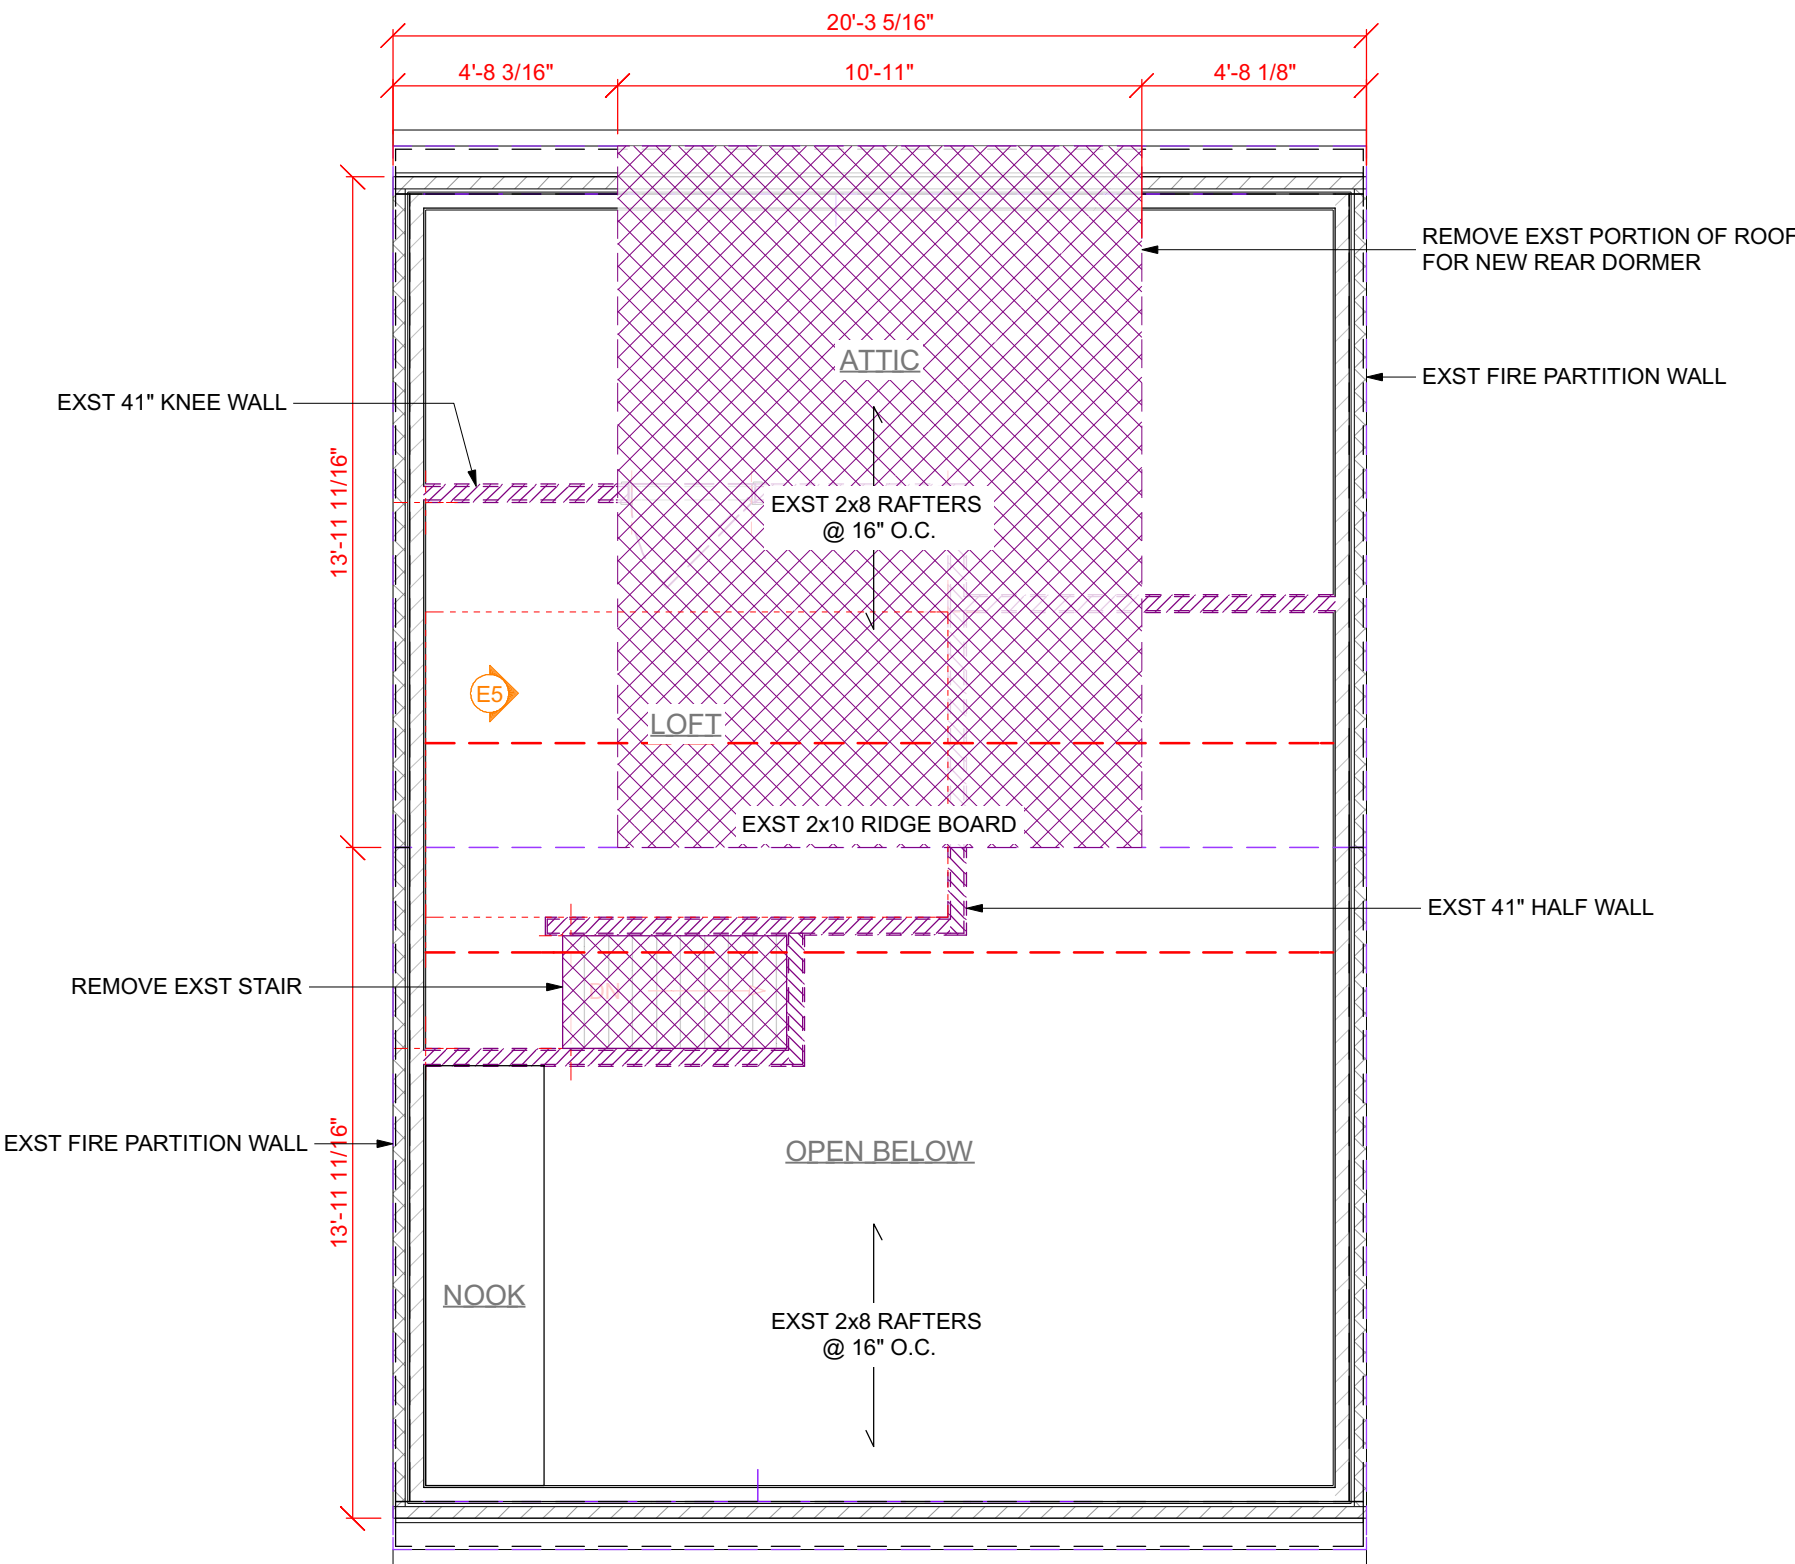 20'-3 5/16"
4'-8 3/16"
10'-11"
4'-8 1/8"
REMOVE EXST PORTION OF ROOF
FOR NEW REAR DORMER
ATTIC
EXST FIRE PARTITION WALL
EXST 41" KNEE WALL
13'-11 11/16"
EXST 2x8 RAFTERS
@ 16" O.C.
E5
LOFT
EXST 2x10 RIDGE BOARD
EXST 41" HALF WALL
REMOVE EXST STAIR
DN
EXST FIRE PARTITION WALL
13'-11 11/16"
OPEN BELOW
NOOK
EXST 2x8 RAFTERS
@ 16" O.C.